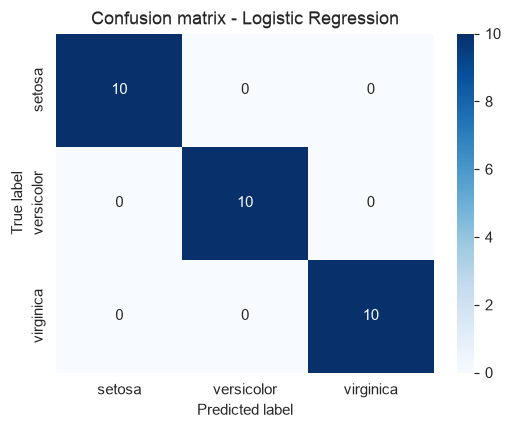 Confusion matrix - Logistic Regression
True label
setosa
versicolor
virginica
10 0 0
0 10 0
0 0 10
setosa versicolor virginica
Predicted label
10
8
6
4
2
0